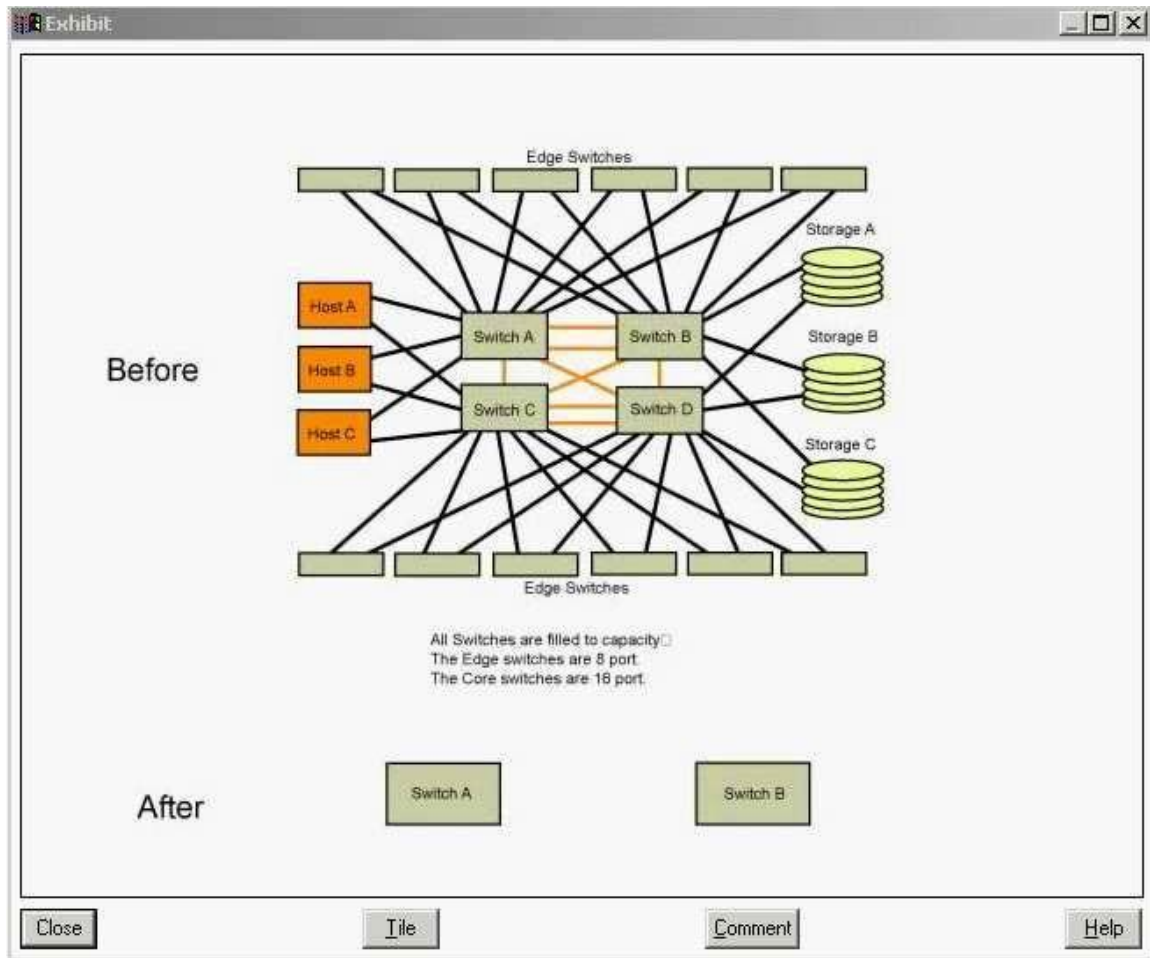 Exhibit
Edge Switches
Storage A
Host A
Switch A
Switch B
Before
Host B
Storage B
Switch C
Switch D
Host C
Storage C
Edge Switches
All Switches are filled to capacity
The Edge switches are 8 port.
The Core switches are 16 port.
After
Switch A
Switch B
Close
Tile
Comment
Help